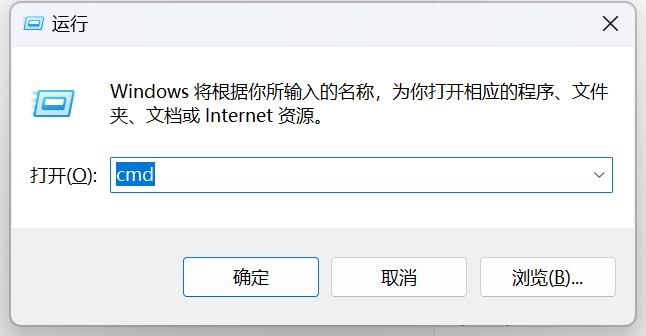 运行
Windows 将根据你所输入的名称，为你打开相应的程序、文件
夹、文档或 Internet 资源。
打开(O): cmd
确定 取消 浏览(B)...